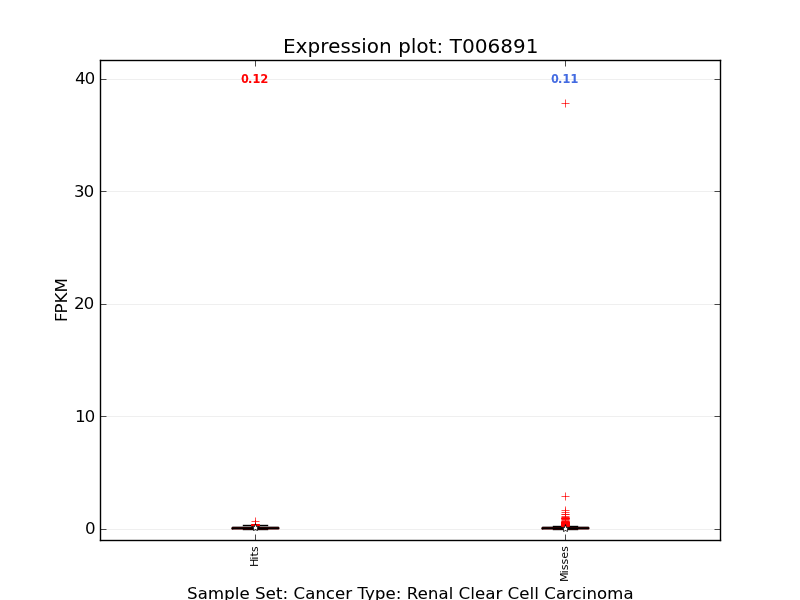 Expression plot: T006891
0.12
0.11
40
30
20
10
0
FPKM
Hits
Misses
Sample Set: Cancer Type: Renal Clear Cell Carcinoma